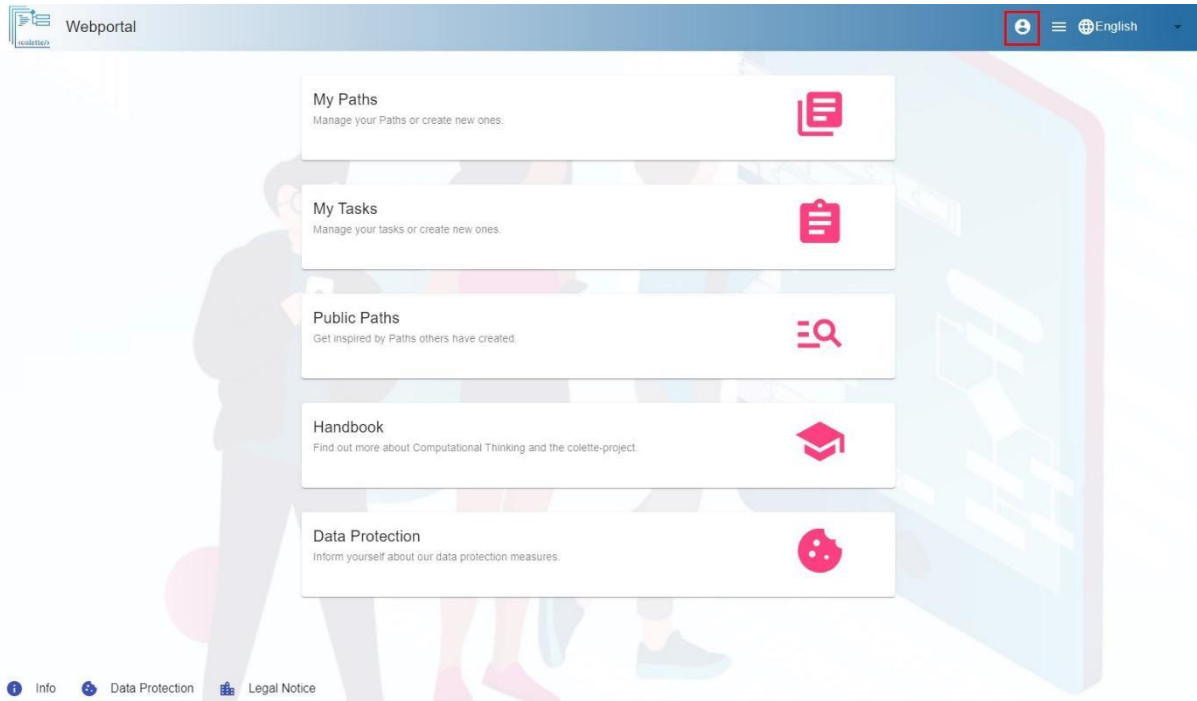 <colette/>
Webportal
English
My Paths
Manage your Paths or create new ones.
My Tasks
Manage your tasks or create new ones.
Public Paths
Get inspired by Paths others have created.
Handbook
Find out more about Computational Thinking and the colette-project.
Data Protection
Inform yourself about our data protection measures.
Info
Data Protection
Legal Notice